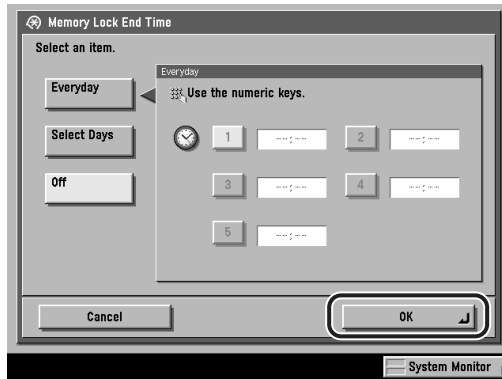 Memory Lock End Time
Select an item.
Everyday
Everyday
Use the numeric keys.
Select Days
Off
1 --:-- 2 --:--
3 --:-- 4 --:--
5 --:--
Cancel
OK
System Monitor